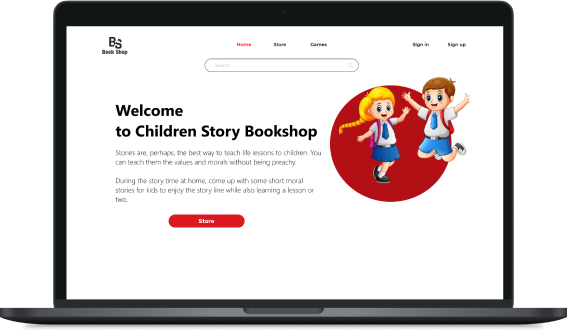 BS
Book Shop
Home Store Games Sign in Sign up
Search
Welcome
to Children Story Bookshop
Stories are, perhaps, the best way to teach life lessons to children. You
can teach them the values and morals without being preachy.
During the story time at home, come up with some short moral
stories for kids to enjoy the story line while also learning a lesson or
two.
Store